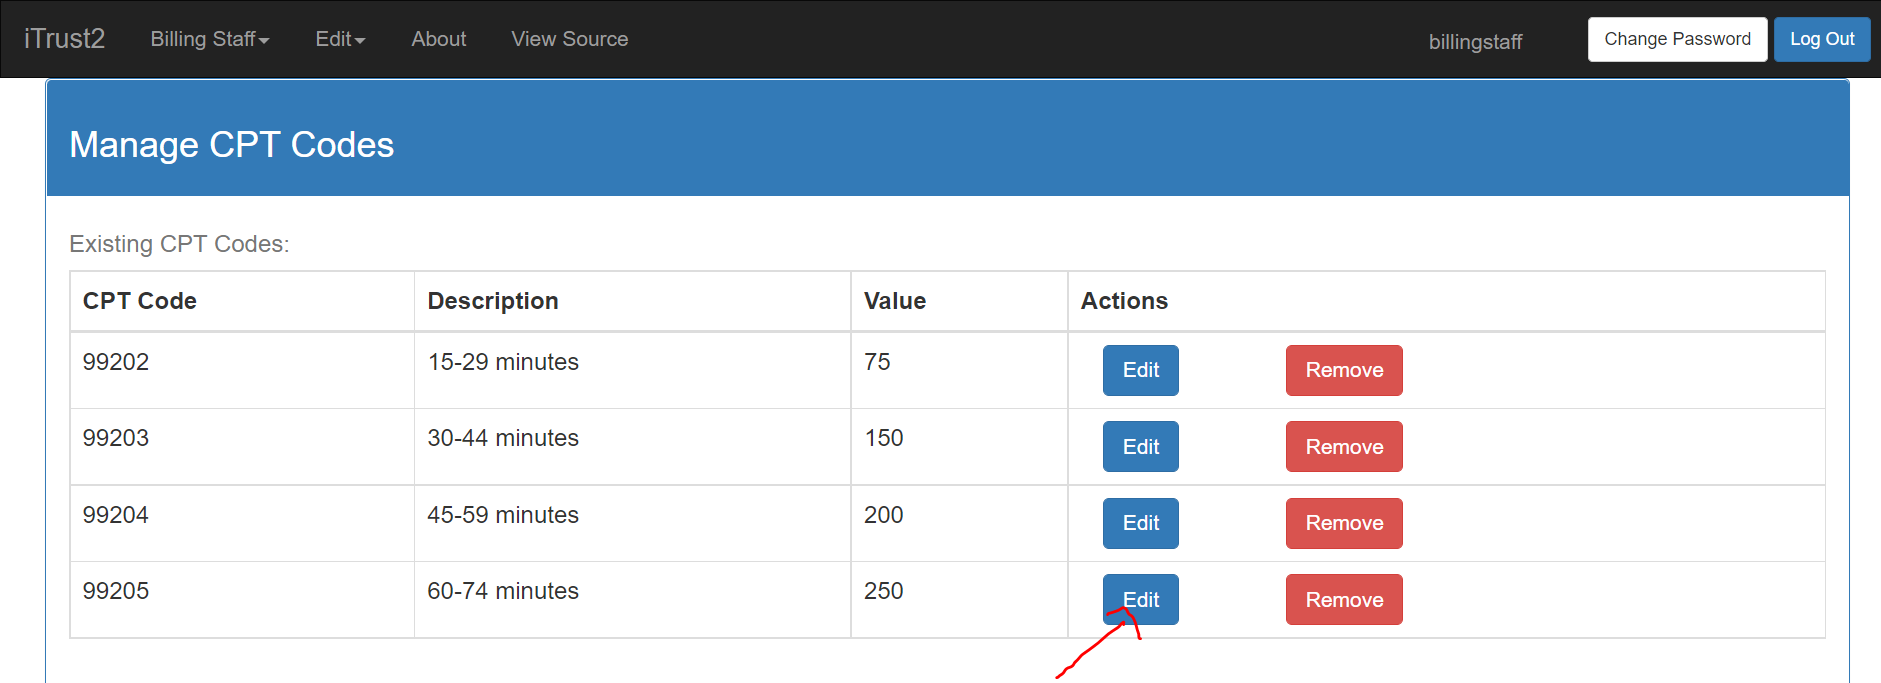 iTrust2 Billing Staff Edit About View Source billingstaff Change Password Log Out
Manage CPT Codes
Existing CPT Codes:
CPT Code Description Value Actions
99202 15-29 minutes 75 Edit Remove
99203 30-44 minutes 150 Edit Remove
99204 45-59 minutes 200 Edit Remove
99205 60-74 minutes 250 Edit Remove